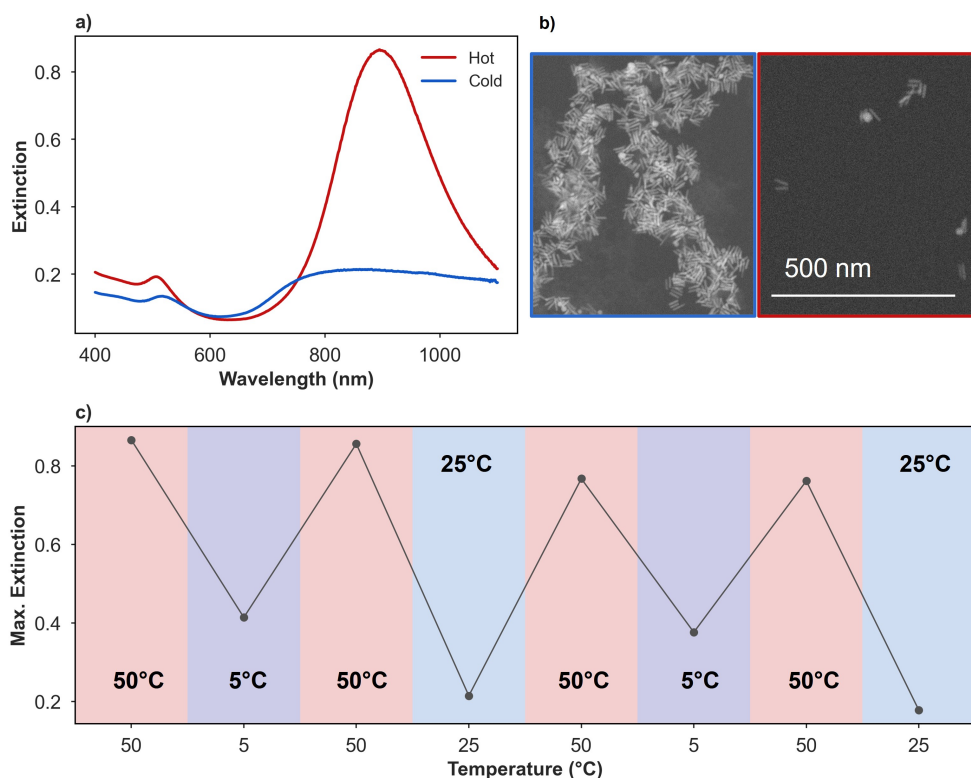 a)
Extinction
0.8
0.6
0.4
0.2
Hot
Cold
400
600
800
1000
Wavelength (nm)
b)
500 nm
c)
Max. Extinction
0.8
0.6
0.4
0.2
25°C
25°C
50°C
5°C
50°C
50°C
5°C
50°C
50
5
50
25
50
5
50
25
Temperature (°C)